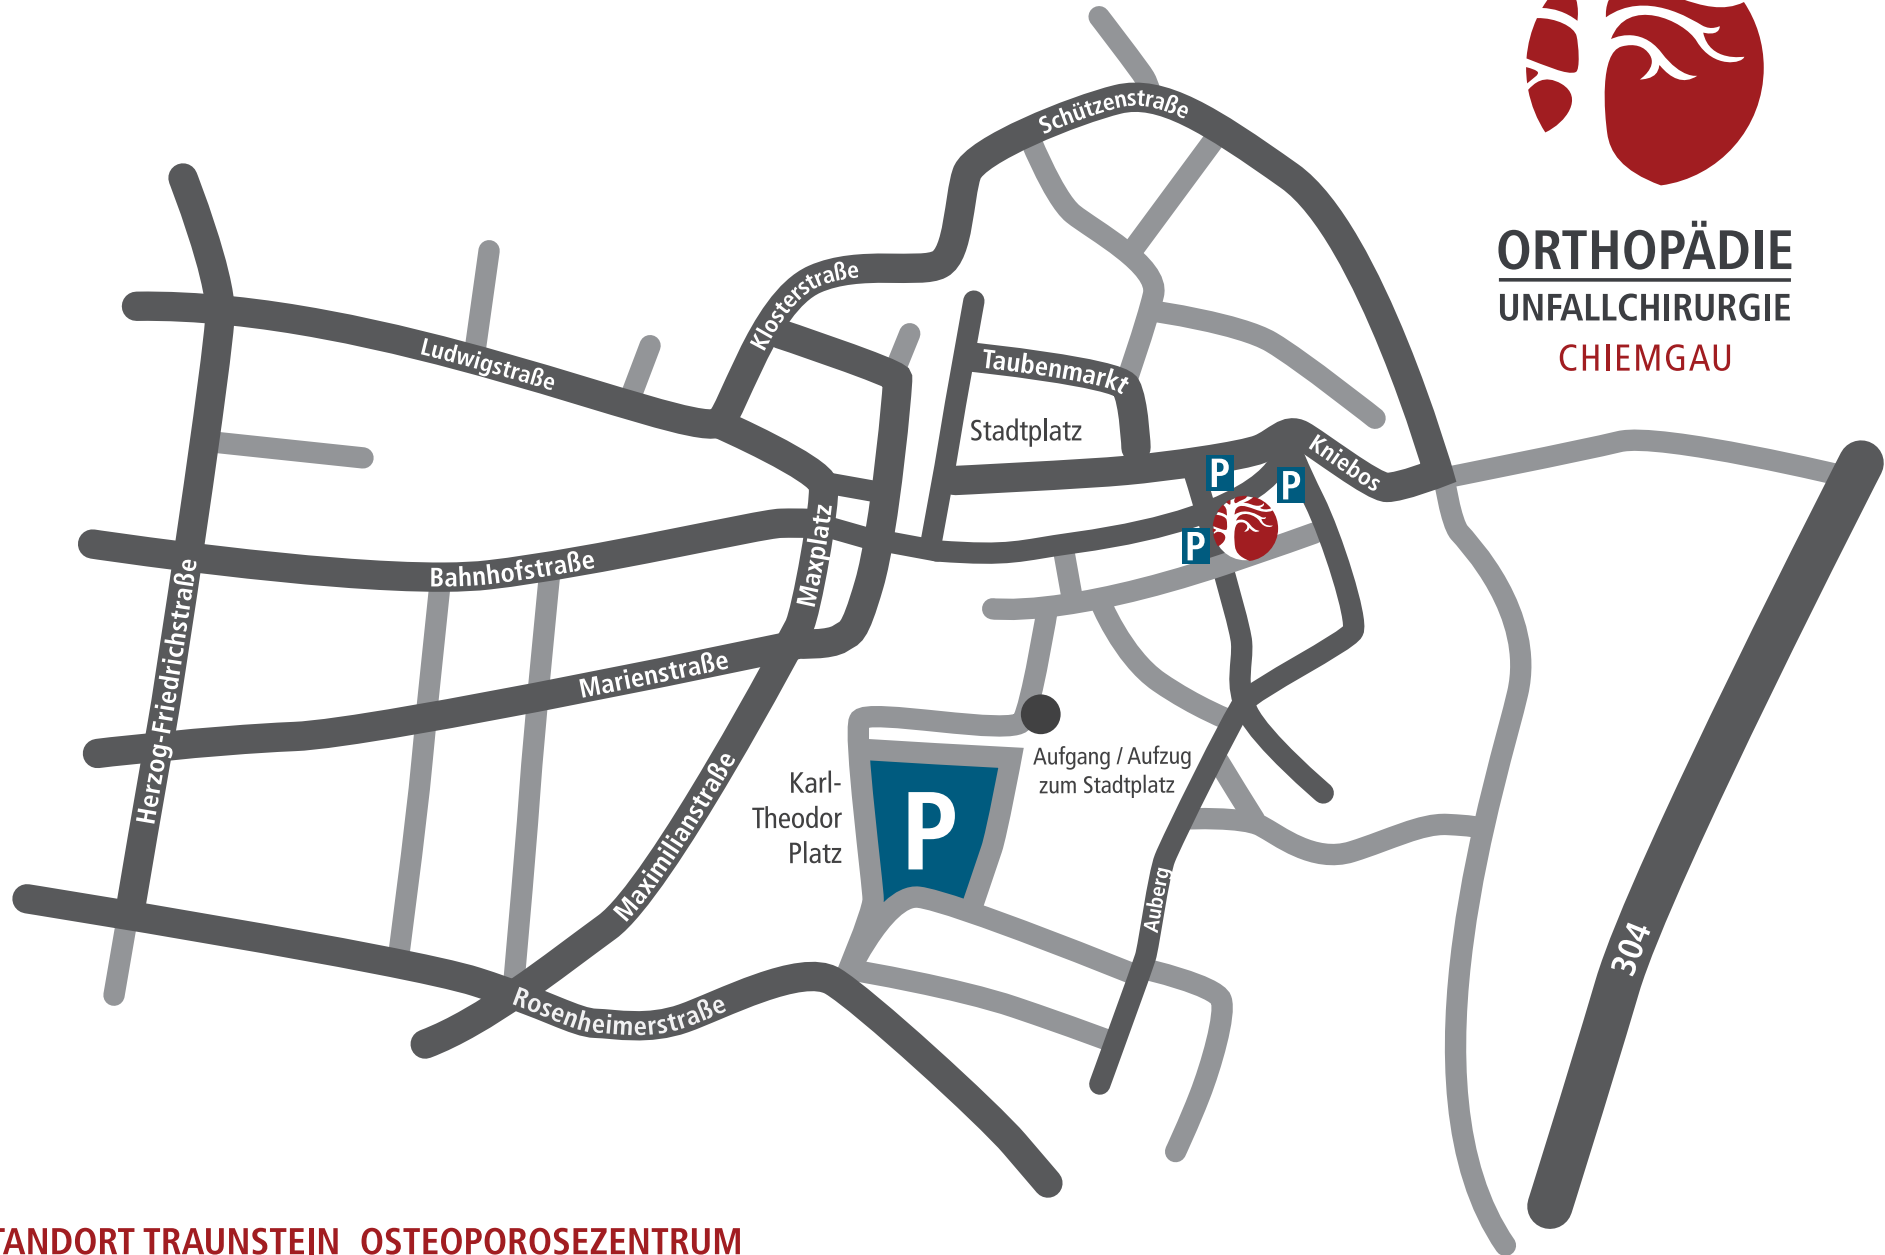 Schützenstraße
ORTHOPÄDIE
UNFALLCHIRURGIE
CHIEMGAU
Klosterstraße
Ludwigstraße
Taubenmarkt
Stadtplatz
Kniebos
P
P
P
Bahnhofstraße
Maxplatz
Herzog-Friedrichstraße
Marienstraße
Maximilianstraße
Karl-
Theodor
Platz
P
Aufgang / Aufzug
zum Stadtplatz
Auberg
304
Rosenheimerstraße
TANDORT TRAUNSTEIN OSTEOPOROSEZENTRUM